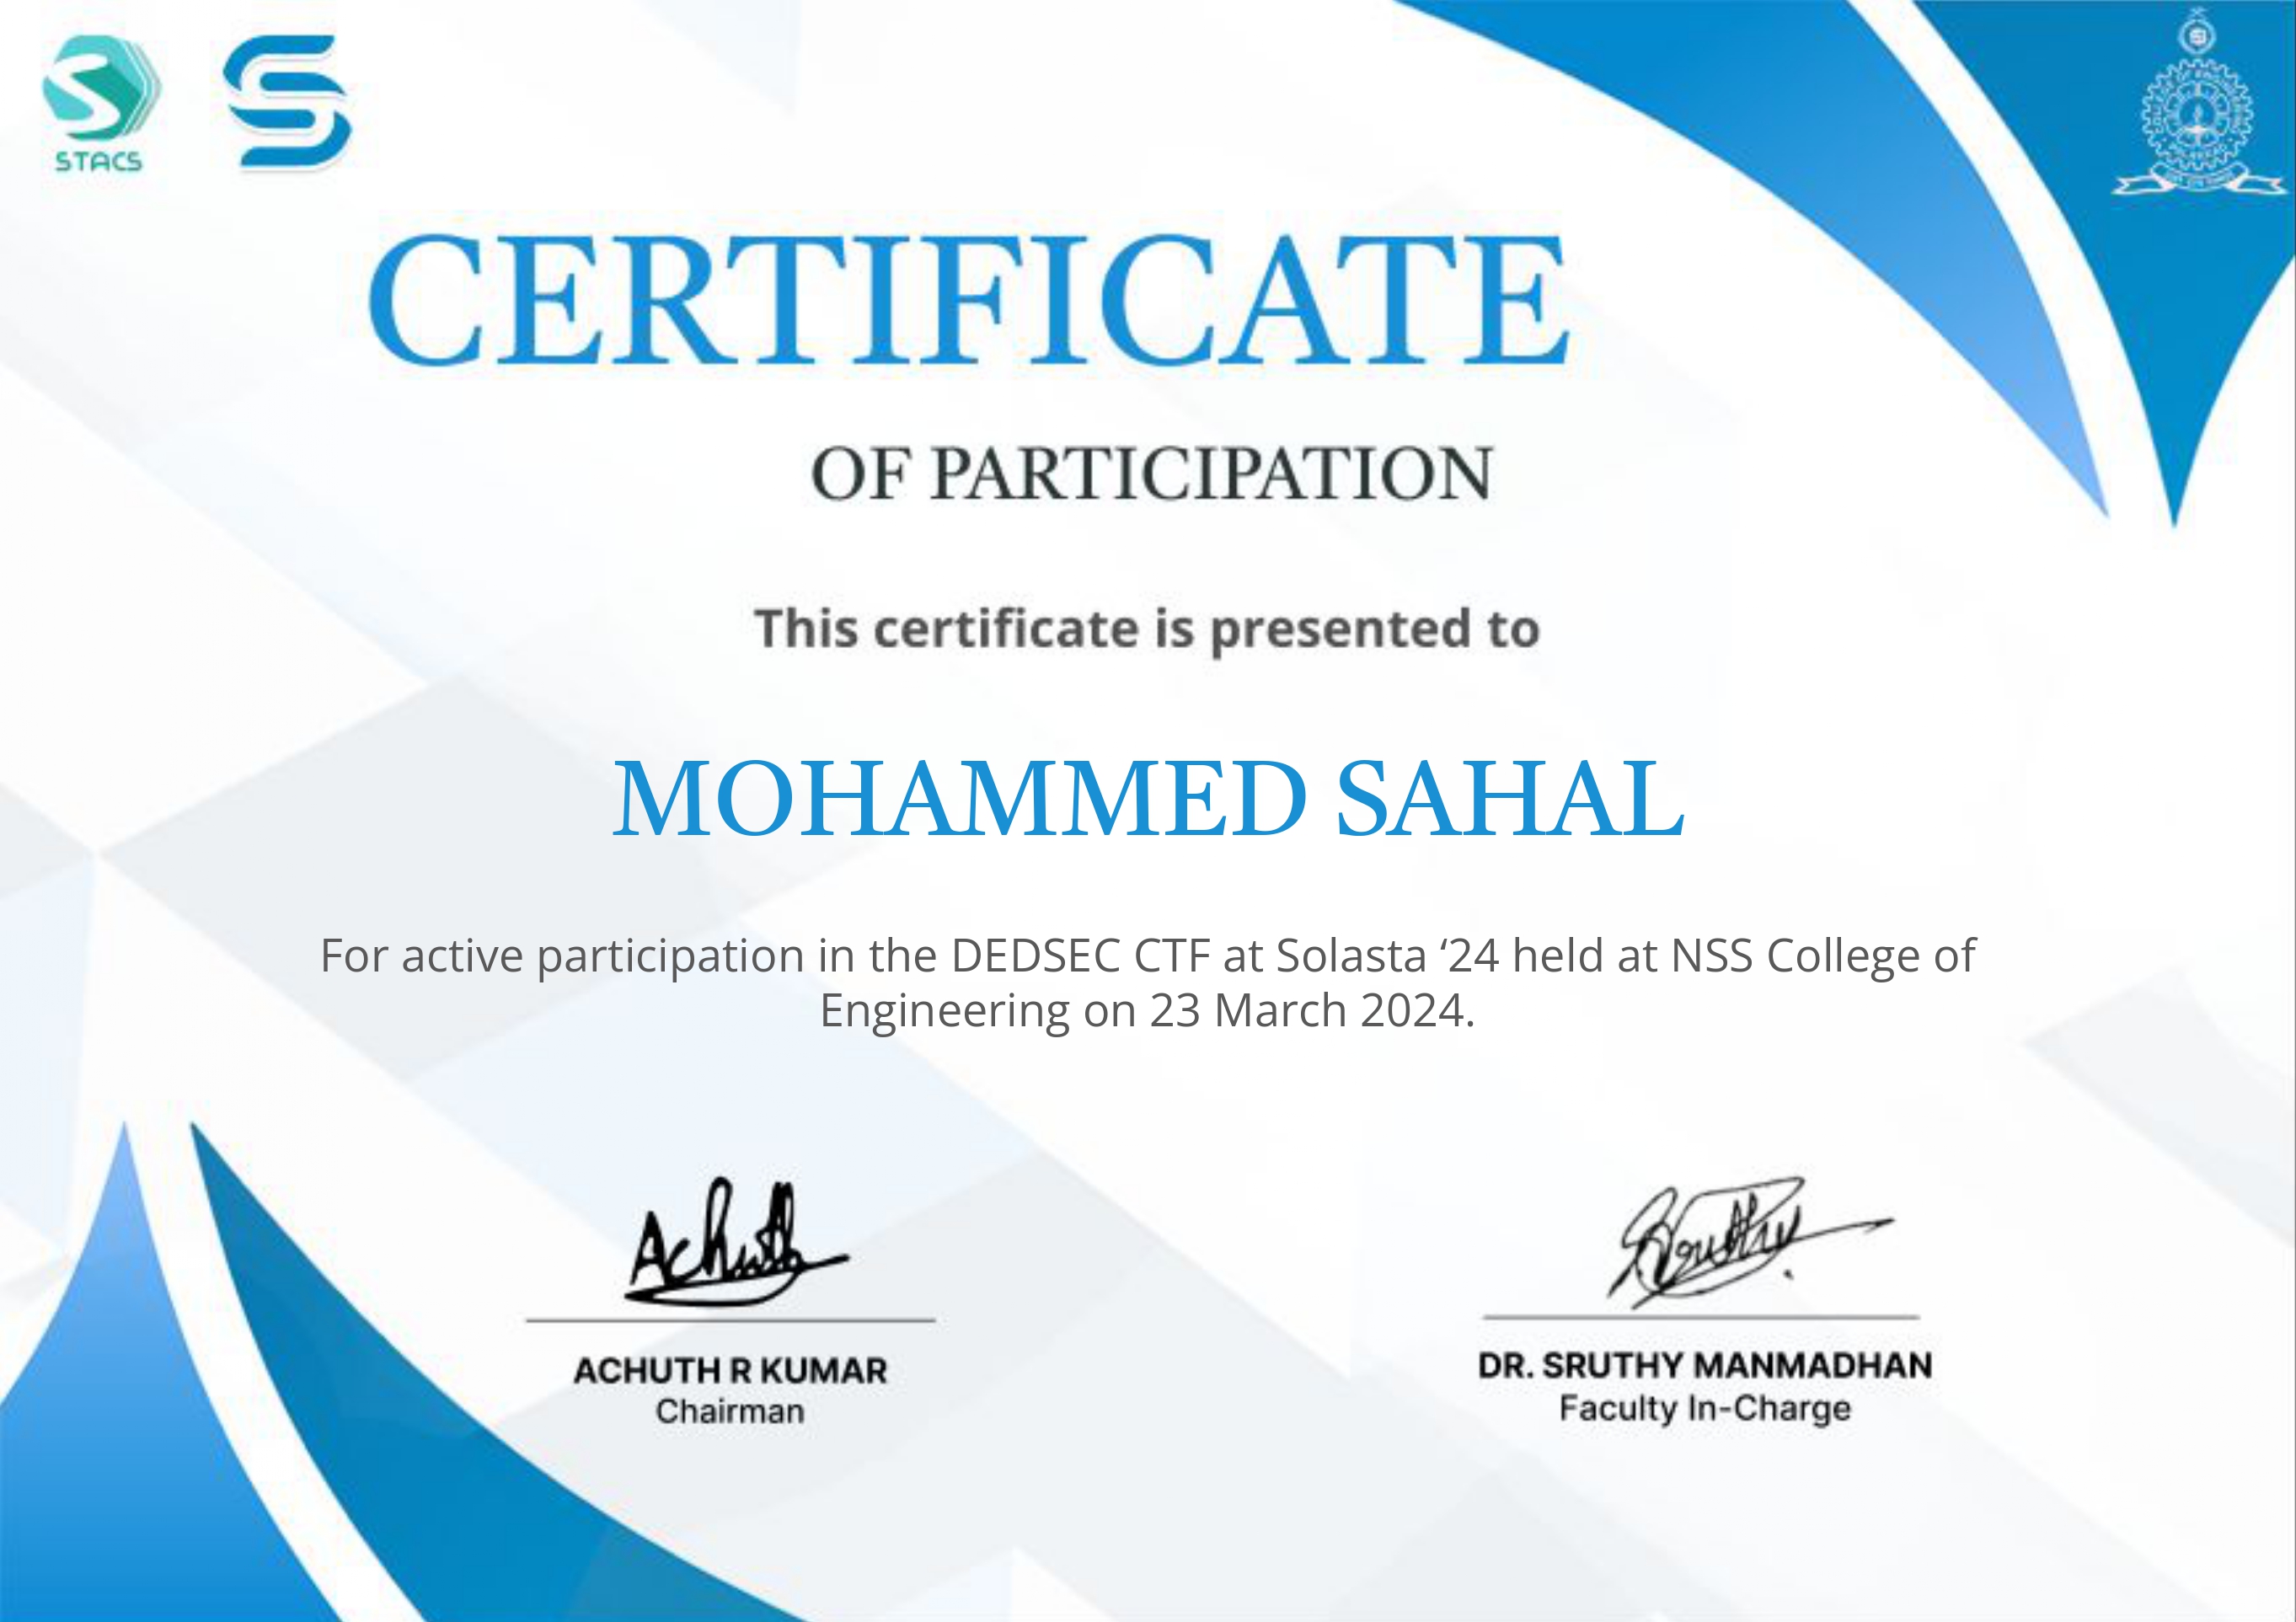 STACS
CERTIFICATE
OF PARTICIPATION
This certificate is presented to
MOHAMMED SAHAL
For active participation in the DEDSEC CTF at Solasta ‘24 held at NSS College of
Engineering on 23 March 2024.
Achuth
Sruthy
ACHUTH R KUMAR
Chairman
DR. SRUTHY MANMADHAN
Faculty In-Charge